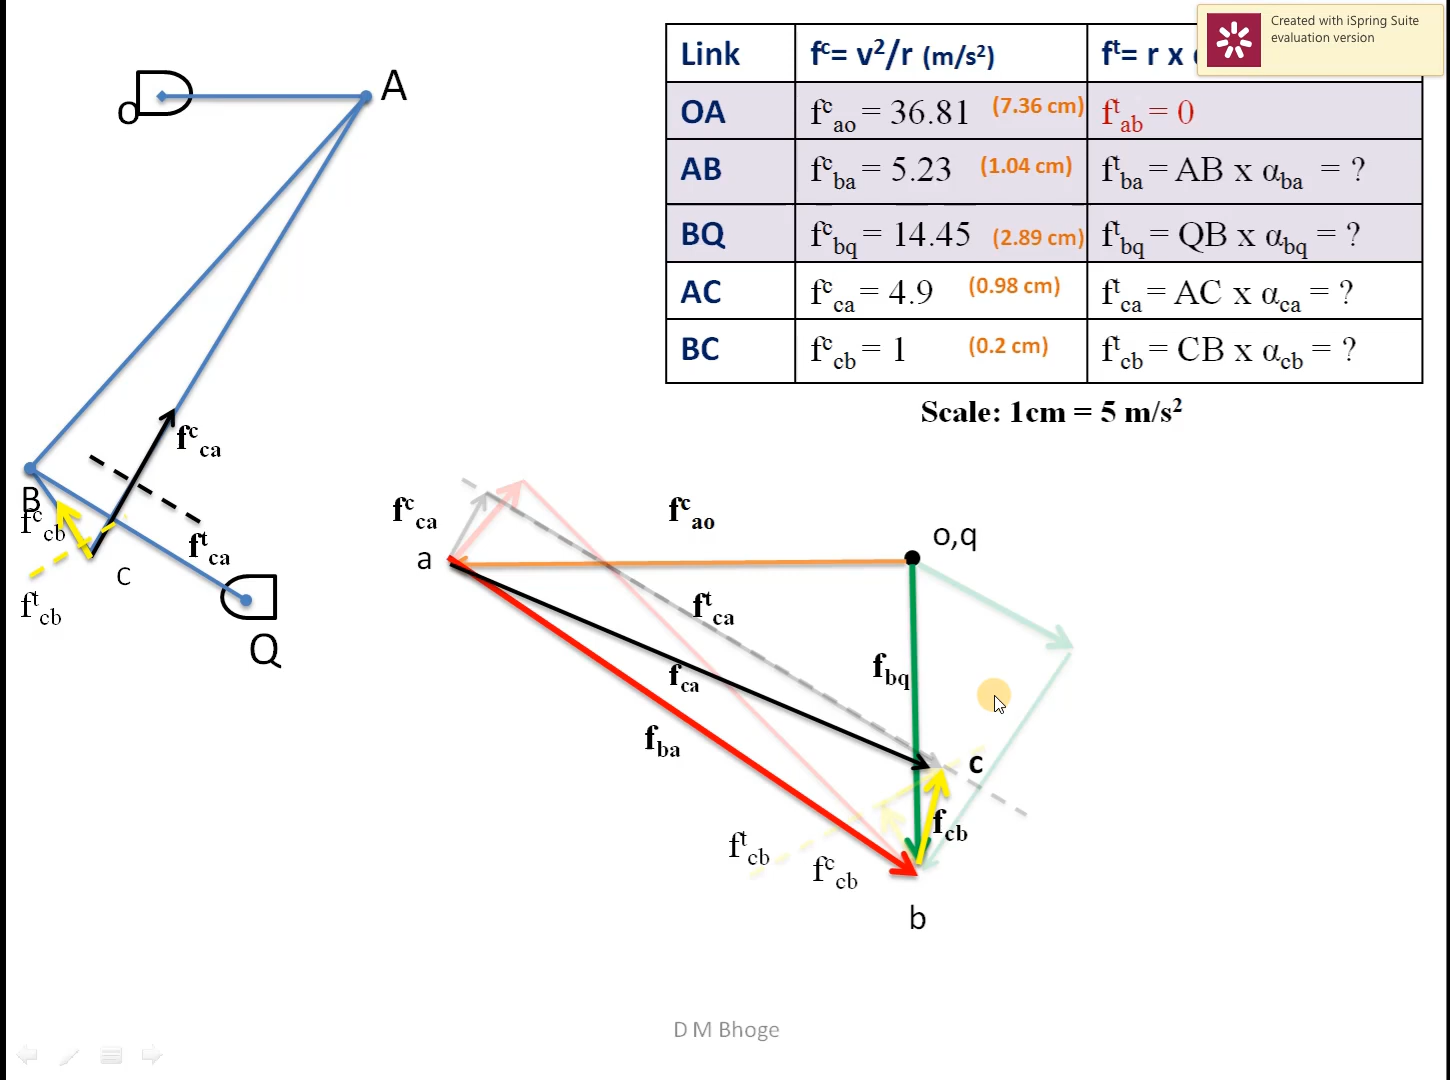 Created with iSpring Suite
evaluation version
Link
fᶜ= v²/r (m/s²)
fᵗ= r x
OA
fᶜao = 36.81 (7.36 cm)
fᵗab = 0
AB
fᶜba = 5.23 (1.04 cm)
fᵗba = AB x αba = ?
BQ
fᶜbq = 14.45 (2.89 cm)
fᵗbq = QB x αbq = ?
AC
fᶜca = 4.9 (0.98 cm)
fᵗca = AC x αca = ?
BC
fᶜcb = 1 (0.2 cm)
fᵗcb = CB x αcb = ?
Scale: 1cm = 5 m/s²
O
A
fᶜca
B
fᶜcb
fᵗca
C
fᵗcb
Q
fᶜca
fᶜao
o,q
a
fᵗca
fca
fbq
fba
c
fcb
fᵗcb
fᶜcb
b
D M Bhoge